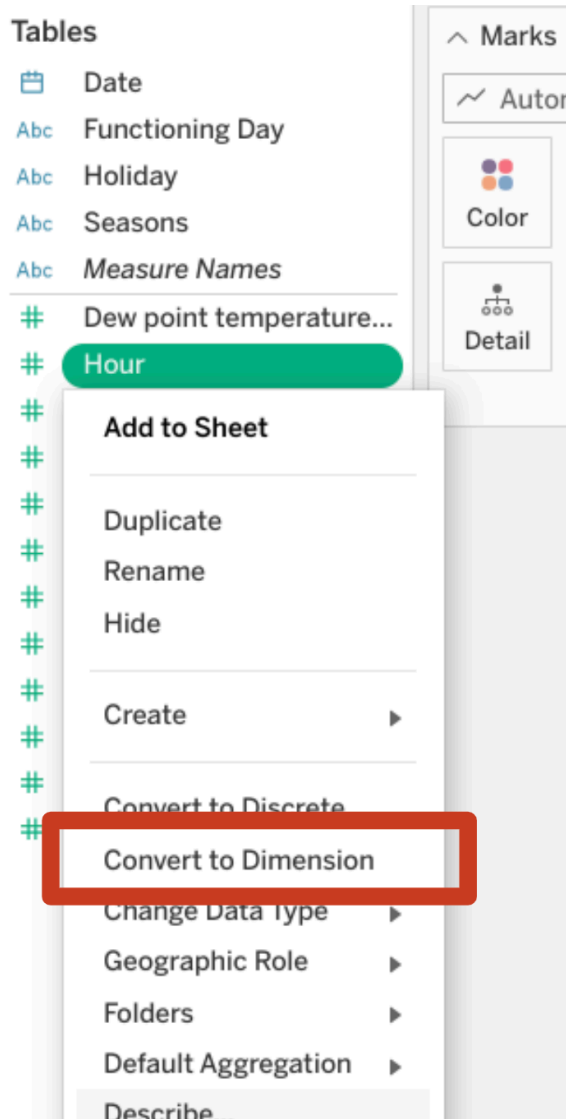 Tables
Date
Abc Functioning Day
Abc Holiday
Abc Seasons
Abc Measure Names
# Dew point temperature...
# Hour
#
#
#
#
#
#
#
#
#
#
Add to Sheet
Duplicate
Rename
Hide
Create
Convert to Discrete
Convert to Dimension
Change Data Type
Geographic Role
Folders
Default Aggregation
Describe...
Marks
Color
Detail